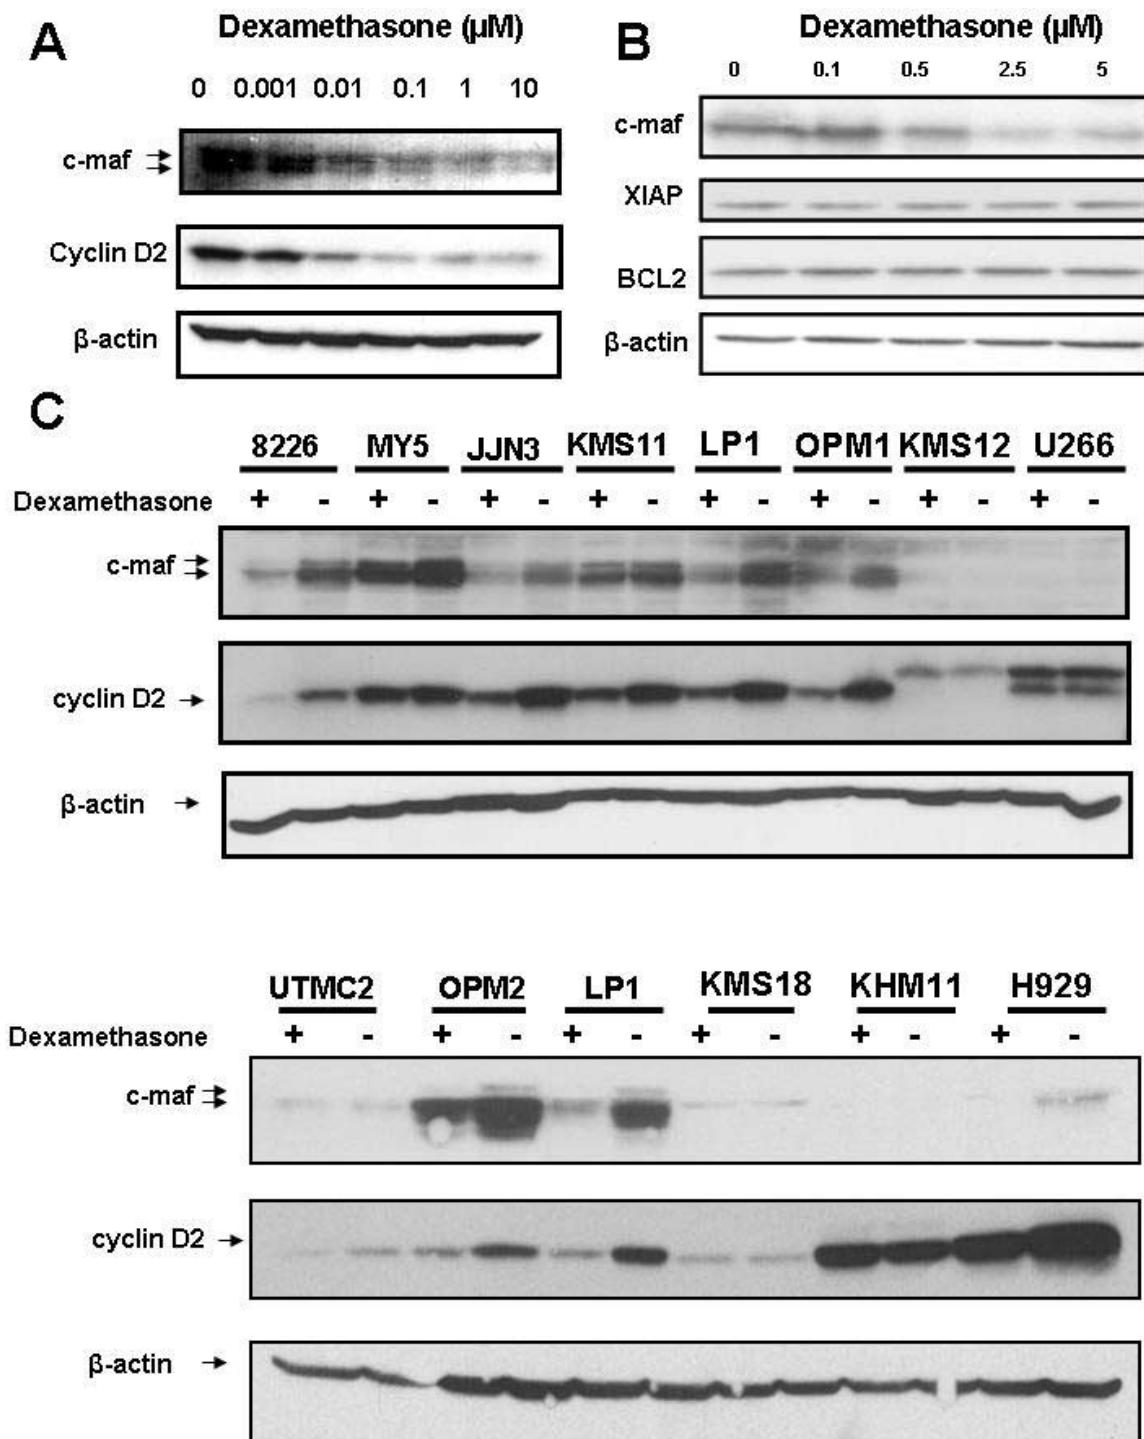 A
Dexamethasone (µM)
0 0.001 0.01 0.1 1 10
c-maf
Cyclin D2
β-actin
B
Dexamethasone (µM)
0 0.1 0.5 2.5 5
c-maf
XIAP
BCL2
β-actin
C
8226 MY5 JJN3 KMS11 LP1 OPM1 KMS12 U266
Dexamethasone + - + - + - + - + - + - + - + -
c-maf
cyclin D2
β-actin
UTMC2 OPM2 LP1 KMS18 KHM11 H929
Dexamethasone + - + - + - + - + - + -
c-maf
cyclin D2
β-actin